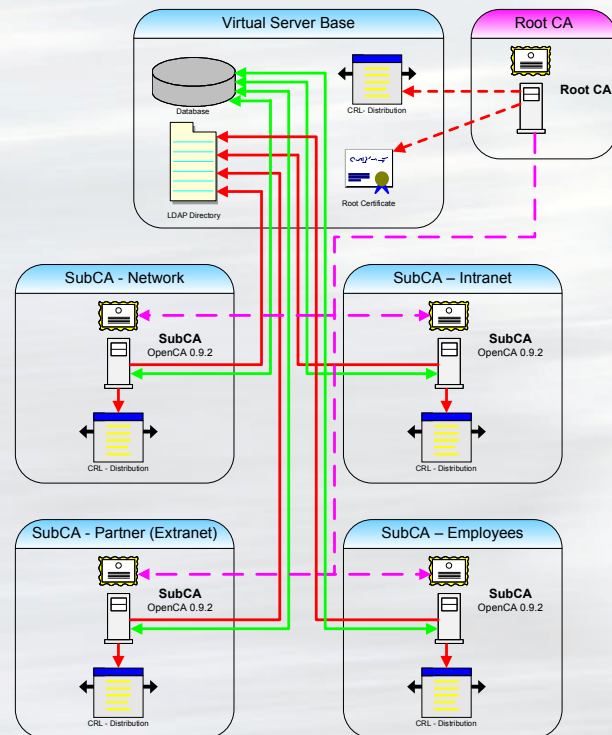 Virtual Server Base
Root CA
Root CA
Database
CRL- Distribution
LDAP Directory
Root Certificate
SubCA - Network
SubCA
OpenCA 0.9.2
CRL - Distribution
SubCA – Intranet
SubCA
OpenCA 0.9.2
CRL - Distribution
SubCA - Partner (Extranet)
SubCA
OpenCA 0.9.2
CRL - Distribution
SubCA – Employees
SubCA
OpenCA 0.9.2
CRL - Distribution